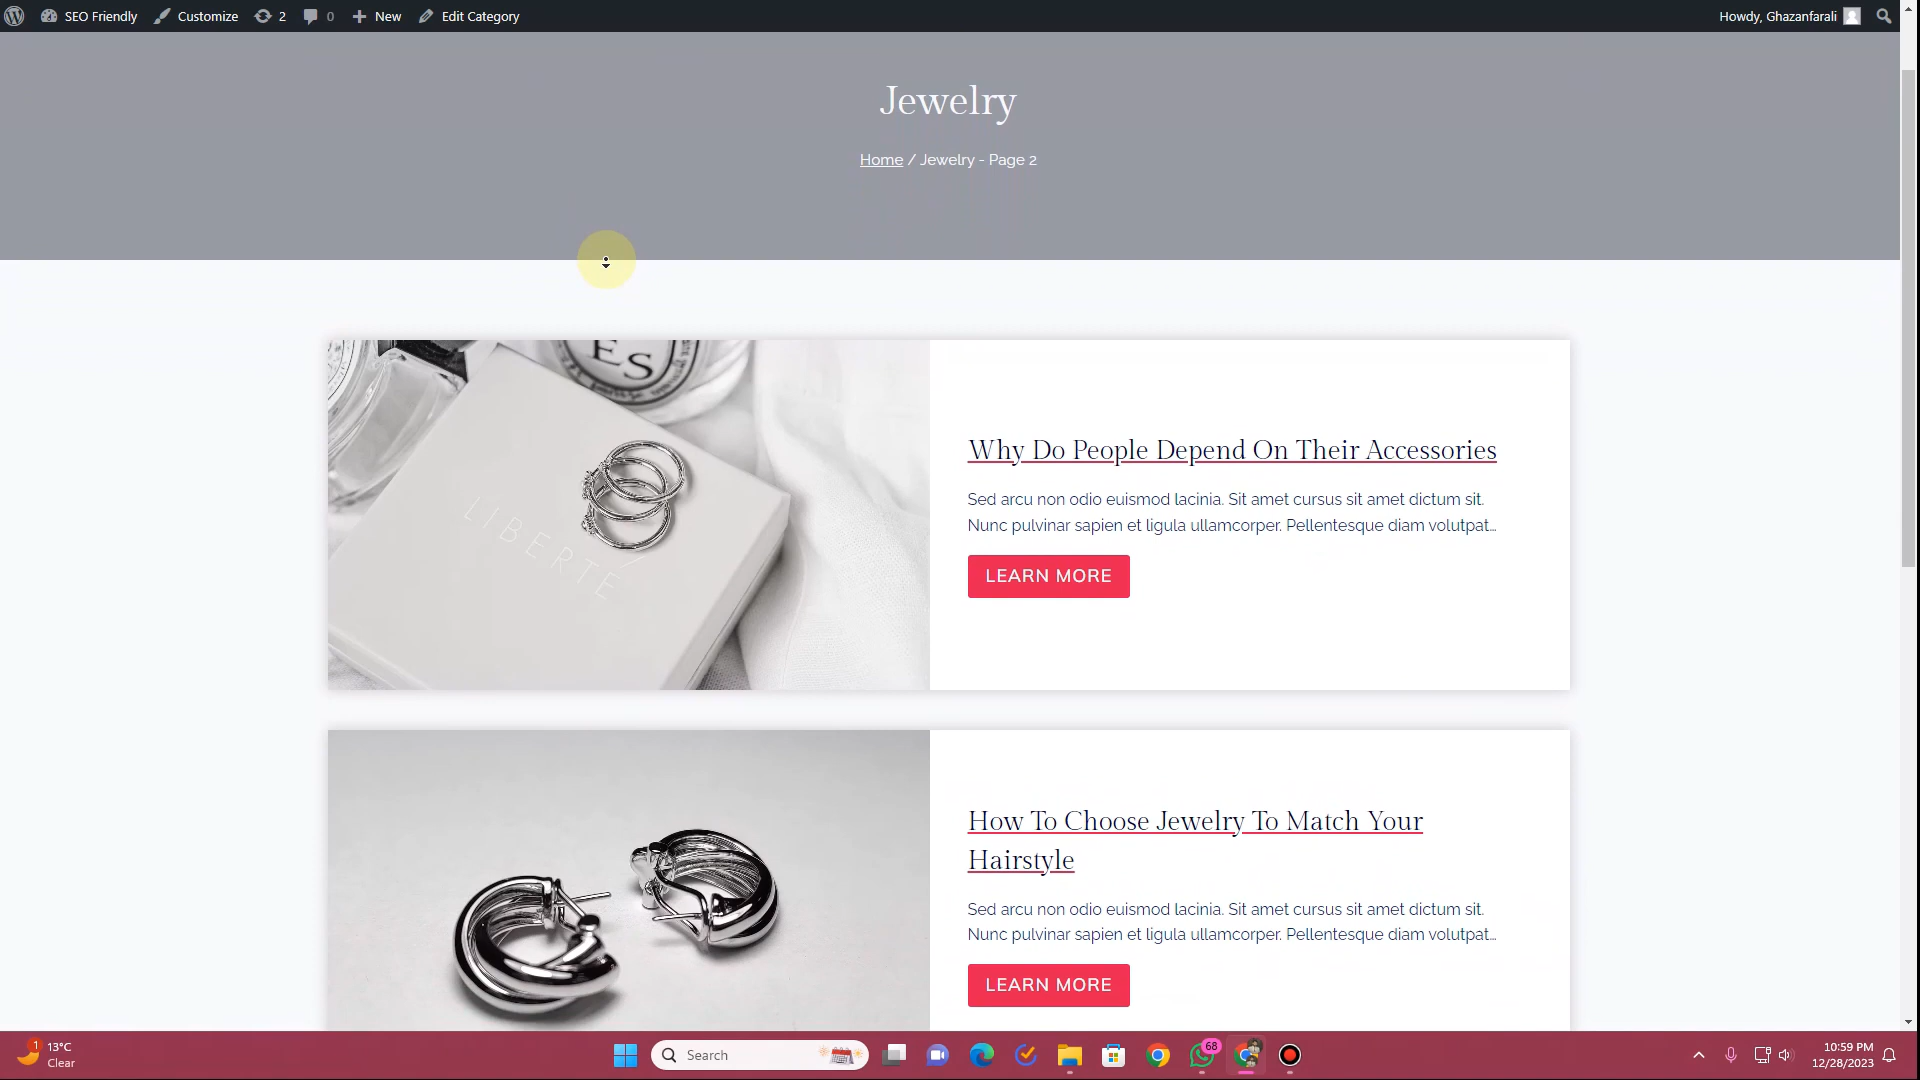 SEO Friendly
Customize
2
0
New
Edit Category
Howdy, Ghazanfarali
Jewelry
Home / Jewelry - Page 2
ES
LIBERTÉ
Why Do People Depend On Their Accessories
Sed arcu non odio euismod lacinia. Sit amet cursus sit amet dictum sit.
Nunc pulvinar sapien et ligula ullamcorper. Pellentesque diam volutpat...
LEARN MORE
How To Choose Jewelry To Match Your
Hairstyle
Sed arcu non odio euismod lacinia. Sit amet cursus sit amet dictum sit.
Nunc pulvinar sapien et ligula ullamcorper. Pellentesque diam volutpat...
LEARN MORE
1
13°C
Clear
Search
68
10:59 PM
12/28/2023